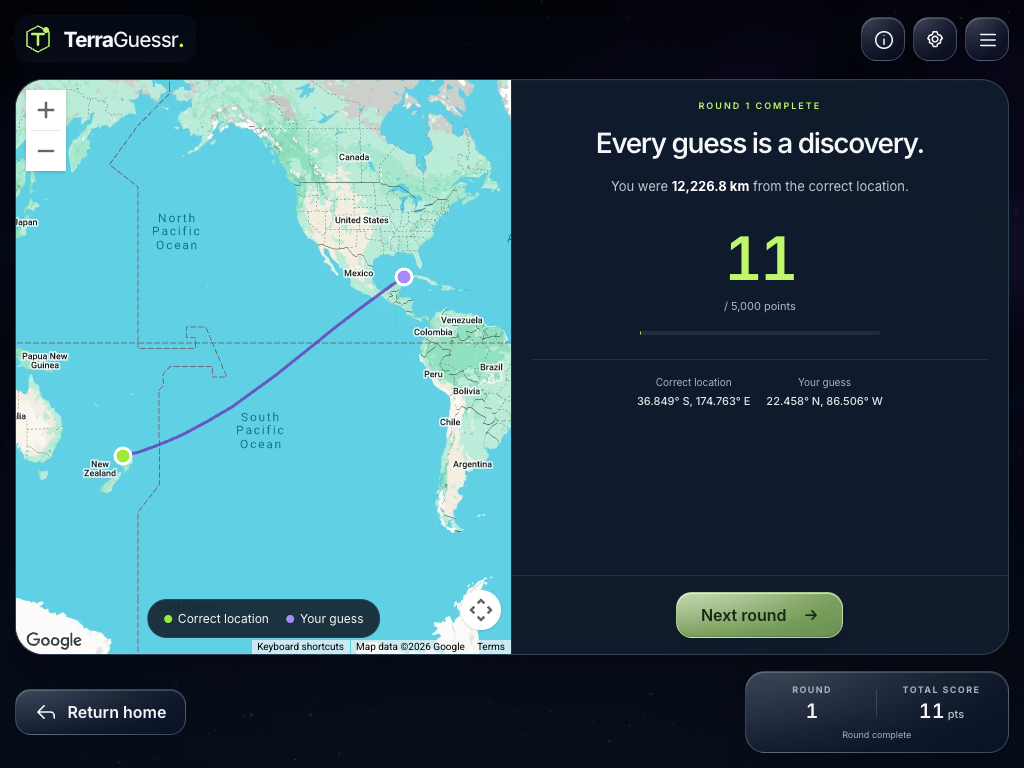 TerraGuessr.
Japan
North
Pacific
Ocean
Canada
United States
Mexico
Venezuela
Colombia
Papua New
Guinea
Peru
Brazil
Bolivia
South
Pacific
Ocean
Chile
New
Zealand
Argentina
Southern
Correct location
Your guess
Google
Keyboard shortcuts
Map data ©2026 Google
Terms
ROUND 1 COMPLETE
Every guess is a discovery.
You were 12,226.8 km from the correct location.
11
/ 5,000 points
Correct location
Your guess
36.849° S, 174.763° E
22.458° N, 86.506° W
Next round
Return home
ROUND
TOTAL SCORE
1
11 pts
Round complete